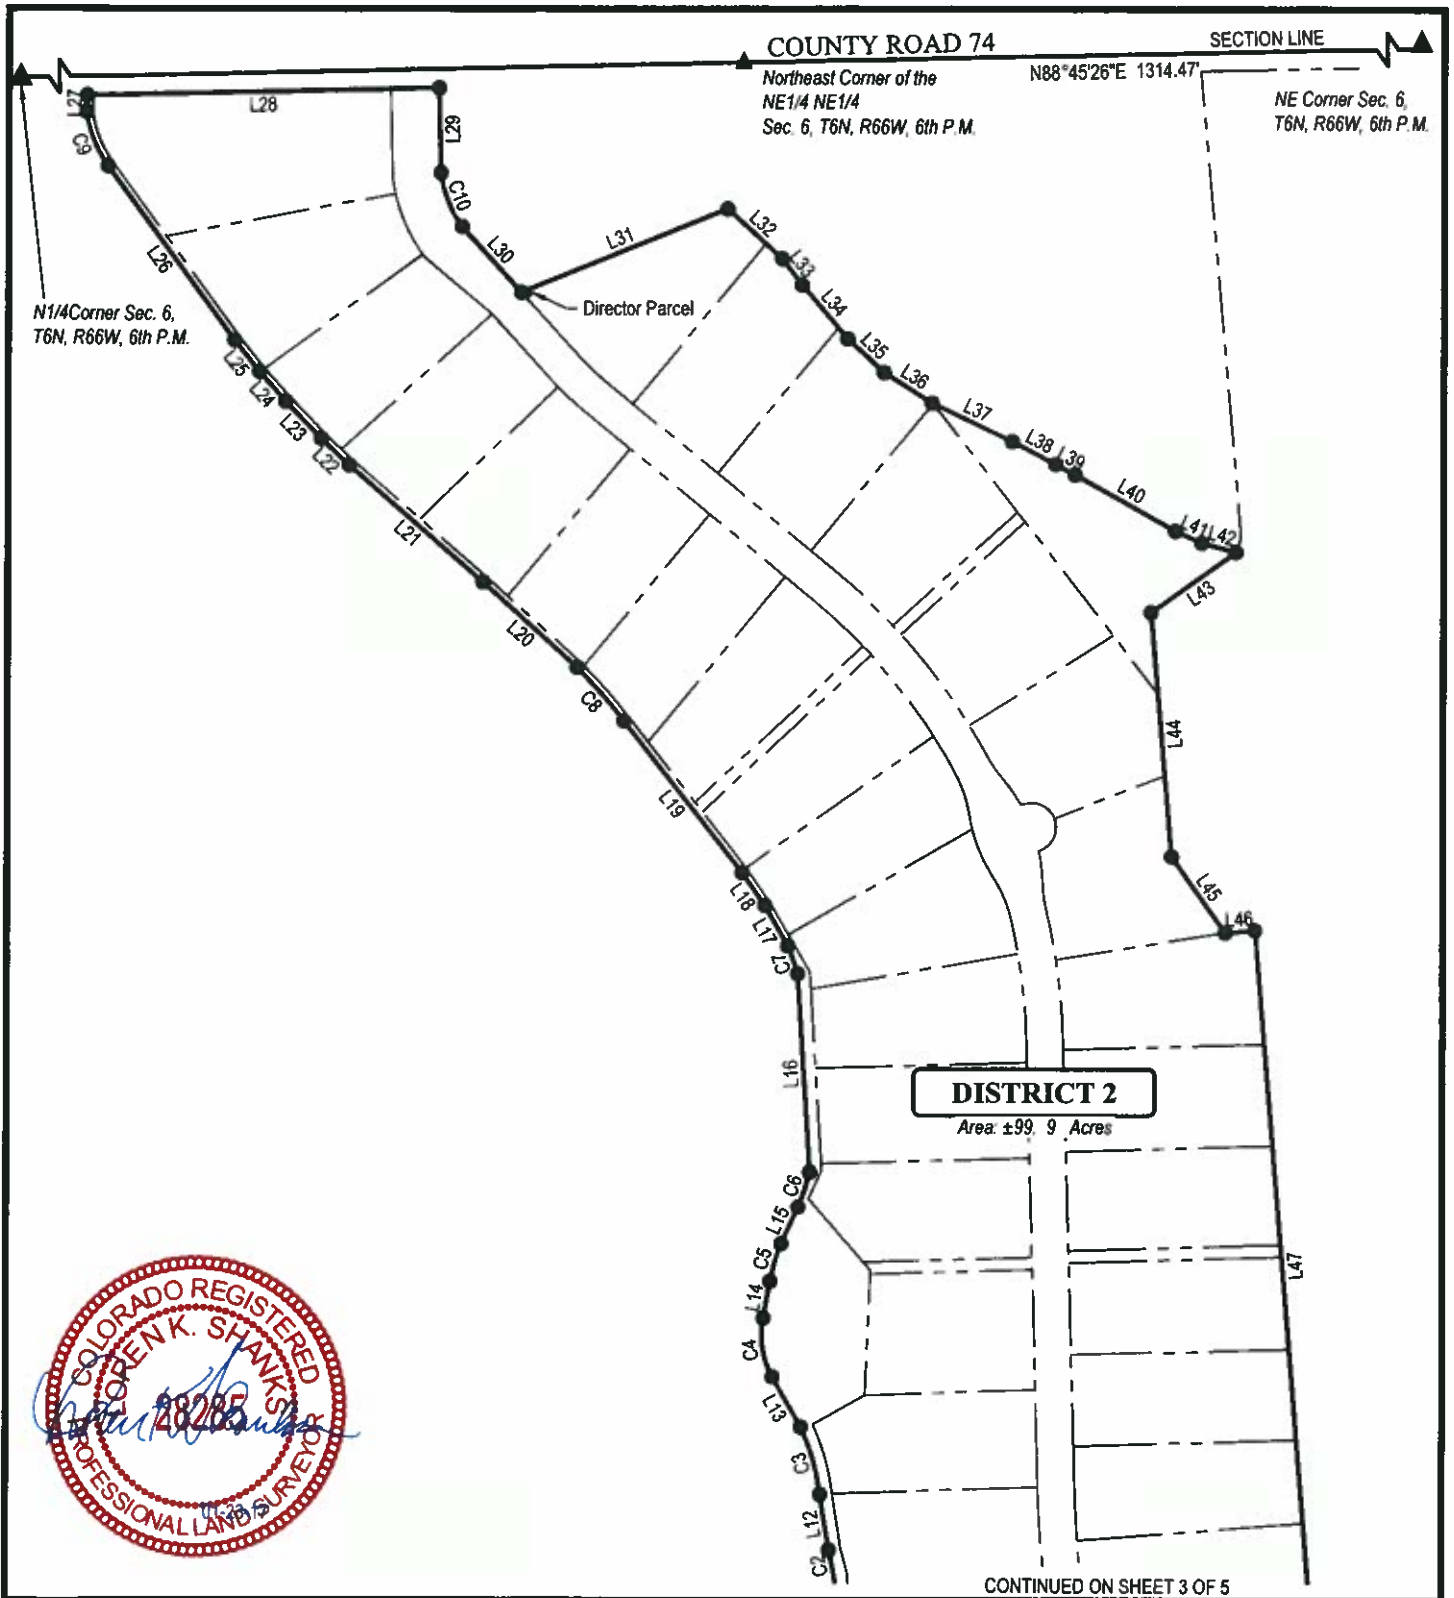 COUNTY ROAD 74
SECTION LINE
Northeast Corner of the
NE1/4 NE1/4
Sec. 6, T6N, R66W, 6th P.M.
N88°45'26"E 1314.47'
NE Corner Sec. 6,
T6N, R66W, 6th P.M.
L27
L28
L29
C9
C10
L30
L31
L32
L33
L34
L35
L36
L37
L38
L39
L40
L41
L42
L43
L44
L45
L46
L47
Director Parcel
N1/4Corner Sec. 6,
T6N, R66W, 6th P.M.
L26
L25
L24
L23
L22
L21
L20
C8
L19
L18
L17
C7
L16
DISTRICT 2
Area: ±99. 9 Acres
C6
L15
C5
L14
C4
L13
C3
L12
C2
COLORADO REGISTERED
LOREN K. SHANKS
28285
PROFESSIONAL LAND SURVEYOR
CONTINUED ON SHEET 3 OF 5